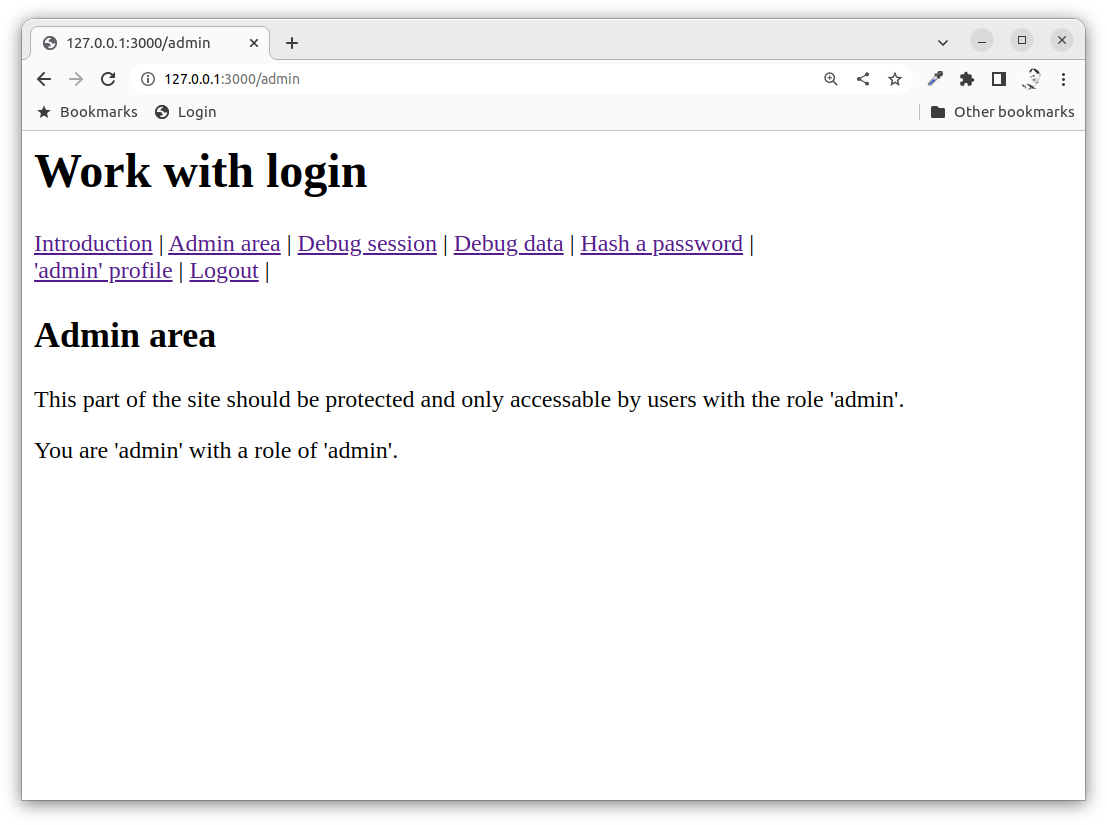 127.0.0.1:3000/admin
127.0.0.1:3000/admin
Bookmarks Login Other bookmarks
Work with login
Introduction | Admin area | Debug session | Debug data | Hash a password |
'admin' profile | Logout |
Admin area
This part of the site should be protected and only accessable by users with the role 'admin'.
You are 'admin' with a role of 'admin'.